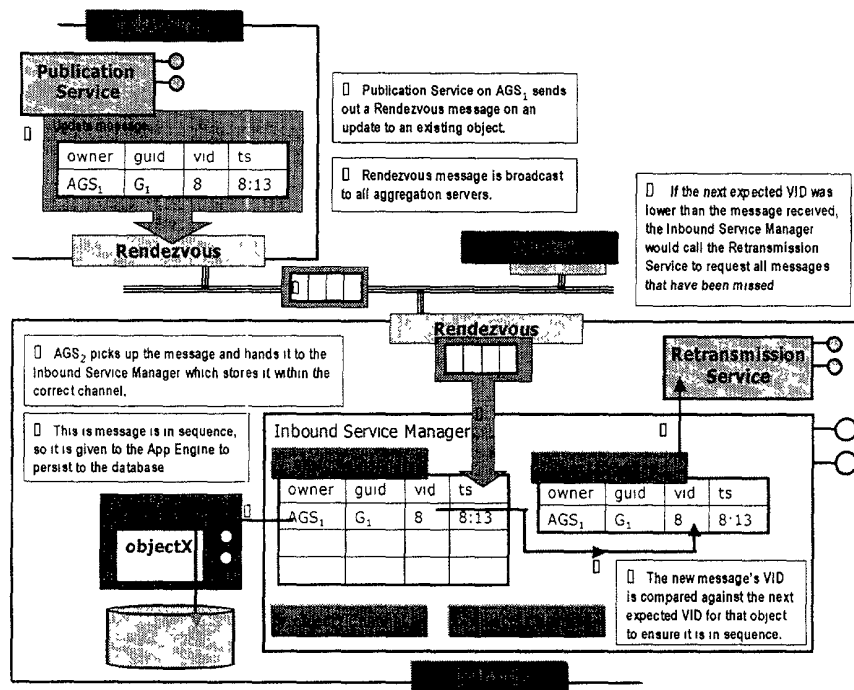 Publication
Service
Update message
owner guid vid ts
AGS₁ G₁ 8 8:13
Rendezvous
Publication Service on AGS₁ sends
out a Rendezvous message on an
update to an existing object.
Rendezvous message is broadcast
to all aggregation servers.
If the next expected VID was
lower than the message received,
the Inbound Service Manager
would call the Retransmission
Service to request all messages
that have been missed
Rendezvous
AGS₂ picks up the message and hands it to the
Inbound Service Manager which stores it within the
correct channel.
This is message is in sequence,
so it is given to the App Engine to
persist to the database
Retransmission
Service
Inbound Service Manager
owner guid vid ts
AGS₁ G₁ 8 8:13
owner guid vid ts
AGS₁ G₁ 8 8:13
objectX
The new message's VID
is compared against the next
expected VID for that object
to ensure it is in sequence.